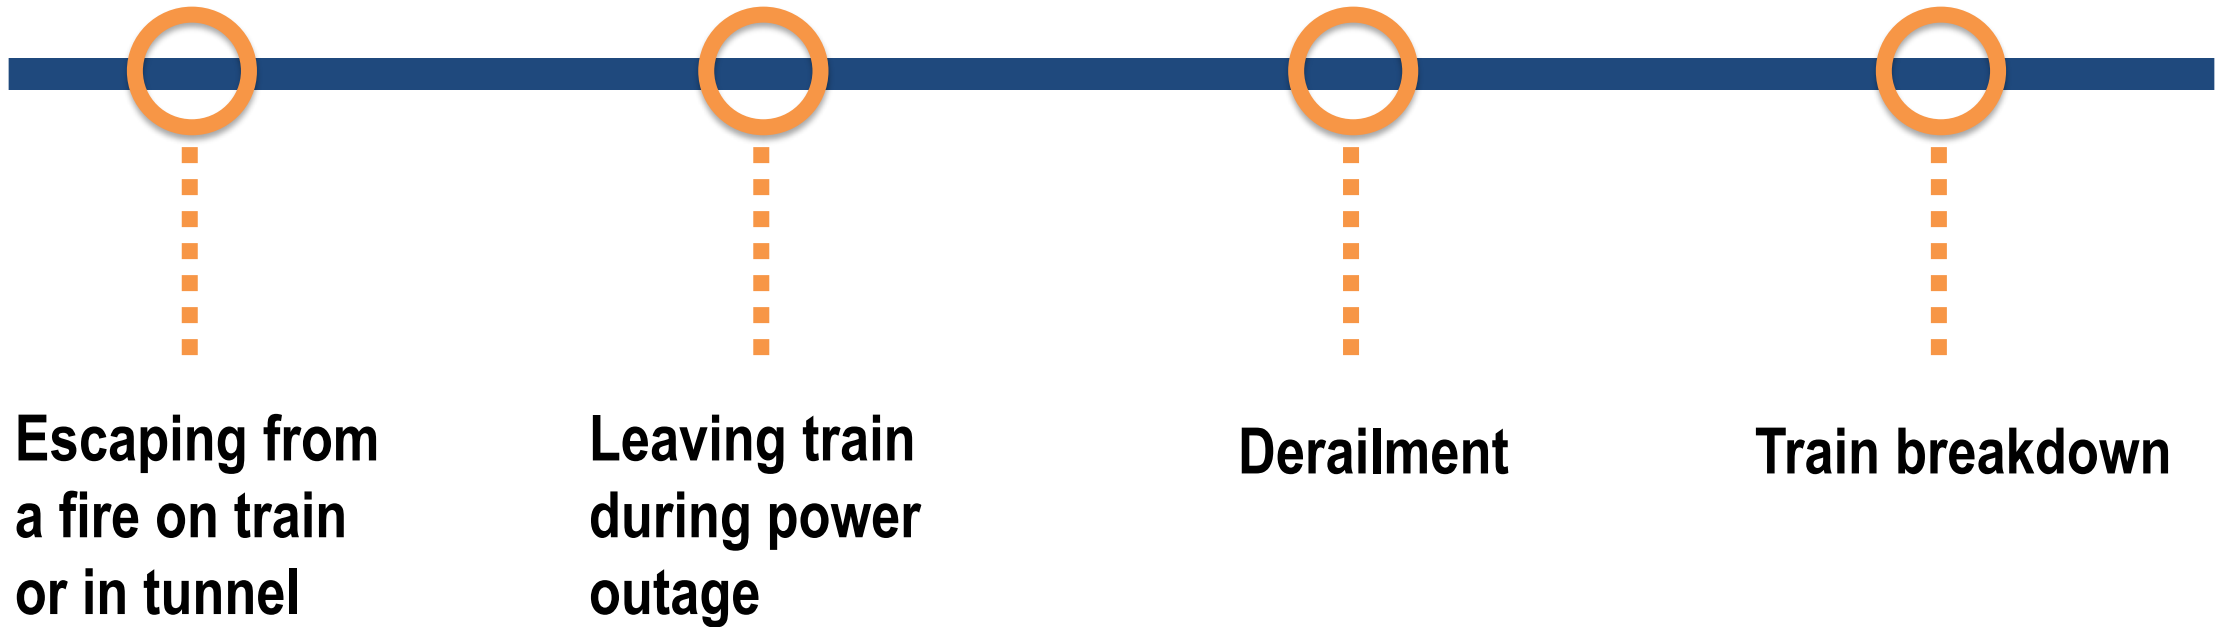 Escaping from
a fire on train
or in tunnel
Leaving train
during power
outage
Derailment
Train breakdown